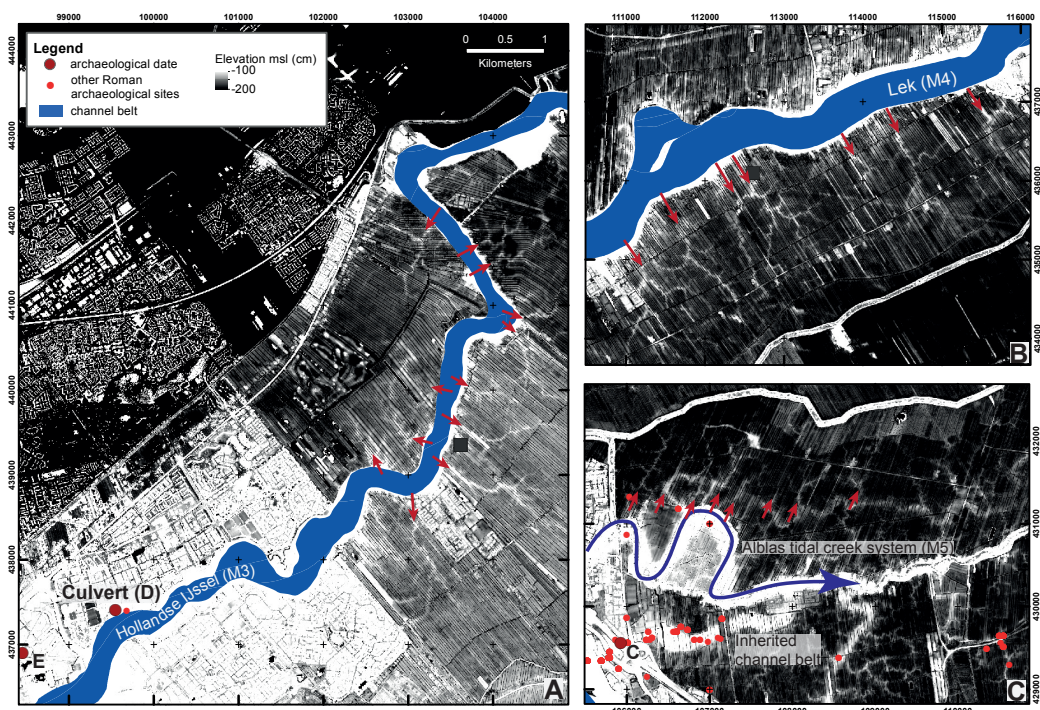 99000 100000 101000 102000 103000 104000
444000
443000
442000
441000
440000
439000
438000
437000
Legend
archaeological date
other Roman
archaeological sites
channel belt
Elevation msl (cm)
-100
-200
0 0.5 1
Kilometers
Culvert (D)
Hollandse IJssel (M3)
E
A
111000 112000 113000 114000 115000 116000
437000
436000
435000
434000
Lek (M4)
B
432000
431000
430000
429000
Alblas tidal creek system (M5)
Inherited
channel belt
C
C